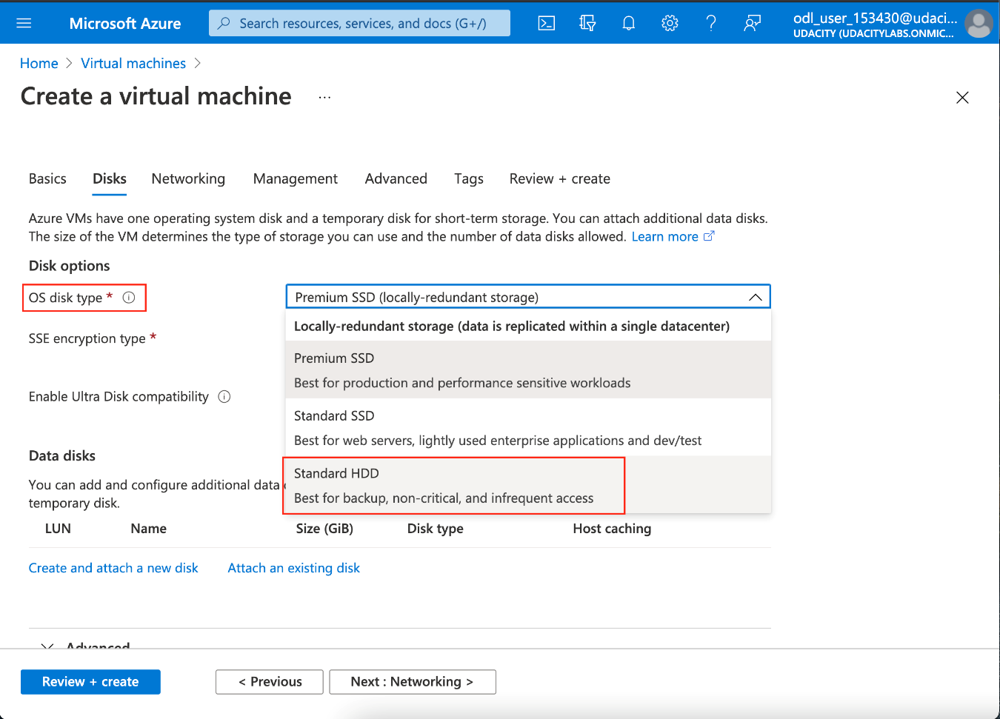 Microsoft Azure
Search resources, services, and docs (G+/)
odl_user_153430@udaci...
UDACITY (UDACITYLABS.ONMIC...
Home > Virtual machines >
Create a virtual machine ...
Basics Disks Networking Management Advanced Tags Review + create
Azure VMs have one operating system disk and a temporary disk for short-term storage. You can attach additional data disks.
The size of the VM determines the type of storage you can use and the number of data disks allowed. Learn more
Disk options
OS disk type *
Premium SSD (locally-redundant storage)
Locally-redundant storage (data is replicated within a single datacenter)
Premium SSD
Best for production and performance sensitive workloads
Standard SSD
Best for web servers, lightly used enterprise applications and dev/test
Standard HDD
Best for backup, non-critical, and infrequent access
SSE encryption type *
Enable Ultra Disk compatibility
Data disks
You can add and configure additional data
temporary disk.
LUN Name Size (GiB) Disk type Host caching
Create and attach a new disk Attach an existing disk
Advanced
Review + create < Previous Next : Networking >